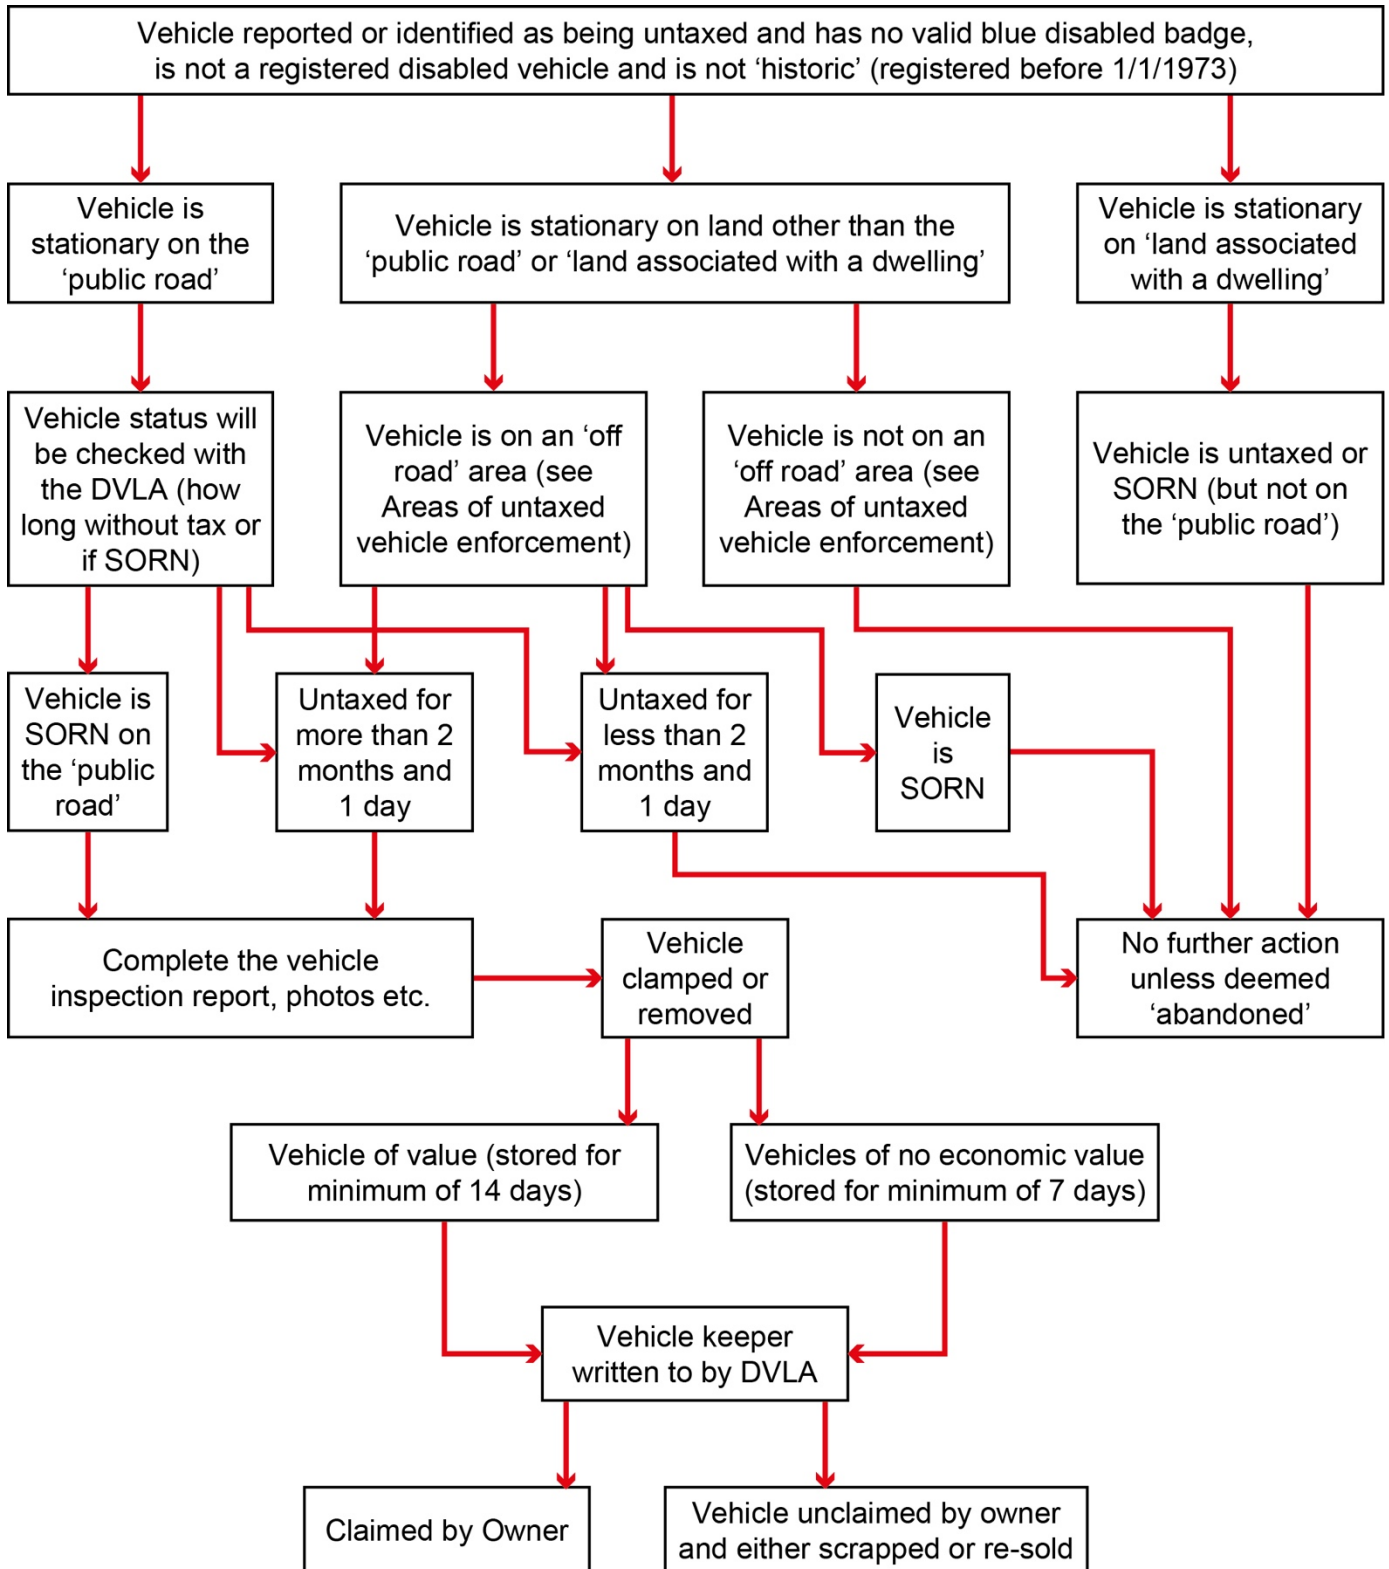 Vehicle reported or identified as being untaxed and has no valid blue disabled badge,
is not a registered disabled vehicle and is not ‘historic’ (registered before 1/1/1973)
Vehicle is
stationary on the
‘public road’
Vehicle is stationary on land other than the
‘public road’ or ‘land associated with a dwelling’
Vehicle is stationary
on ‘land associated
with a dwelling’
Vehicle status will
be checked with
the DVLA (how
long without tax or
if SORN)
Vehicle is on an ‘off
road’ area (see
Areas of untaxed
vehicle enforcement)
Vehicle is not on an
‘off road’ area (see
Areas of untaxed
vehicle enforcement)
Vehicle is untaxed or
SORN (but not on
the ‘public road’)
Vehicle is
SORN on
the ‘public
road’
Untaxed for
more than 2
months and
1 day
Untaxed for
less than 2
months and
1 day
Vehicle
is
SORN
Complete the vehicle
inspection report, photos etc.
Vehicle
clamped or
removed
No further action
unless deemed
‘abandoned’
Vehicle of value (stored for
minimum of 14 days)
Vehicles of no economic value
(stored for minimum of 7 days)
Vehicle keeper
written to by DVLA
Claimed by Owner
Vehicle unclaimed by owner
and either scrapped or re-sold